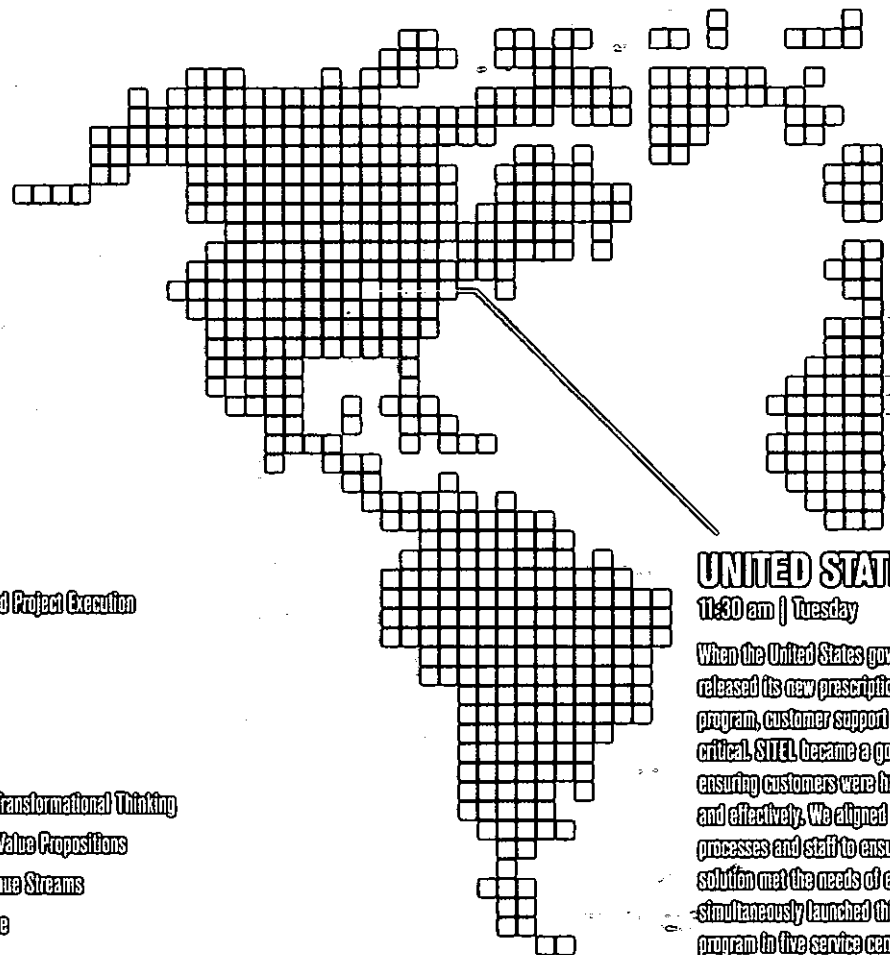 d Project Execution
ransformational Thinking
Value Propositions
ue Streams
e
UNITED STAT
11:30 am | Tuesday
When the United States gov
released its new prescriptio
program, customer support
critical. SITEL became a go
ensuring customers were h
and effectively. We aligned
processes and staff to ensu
solution met the needs of e
simultaneously launched thi
program in five service cen